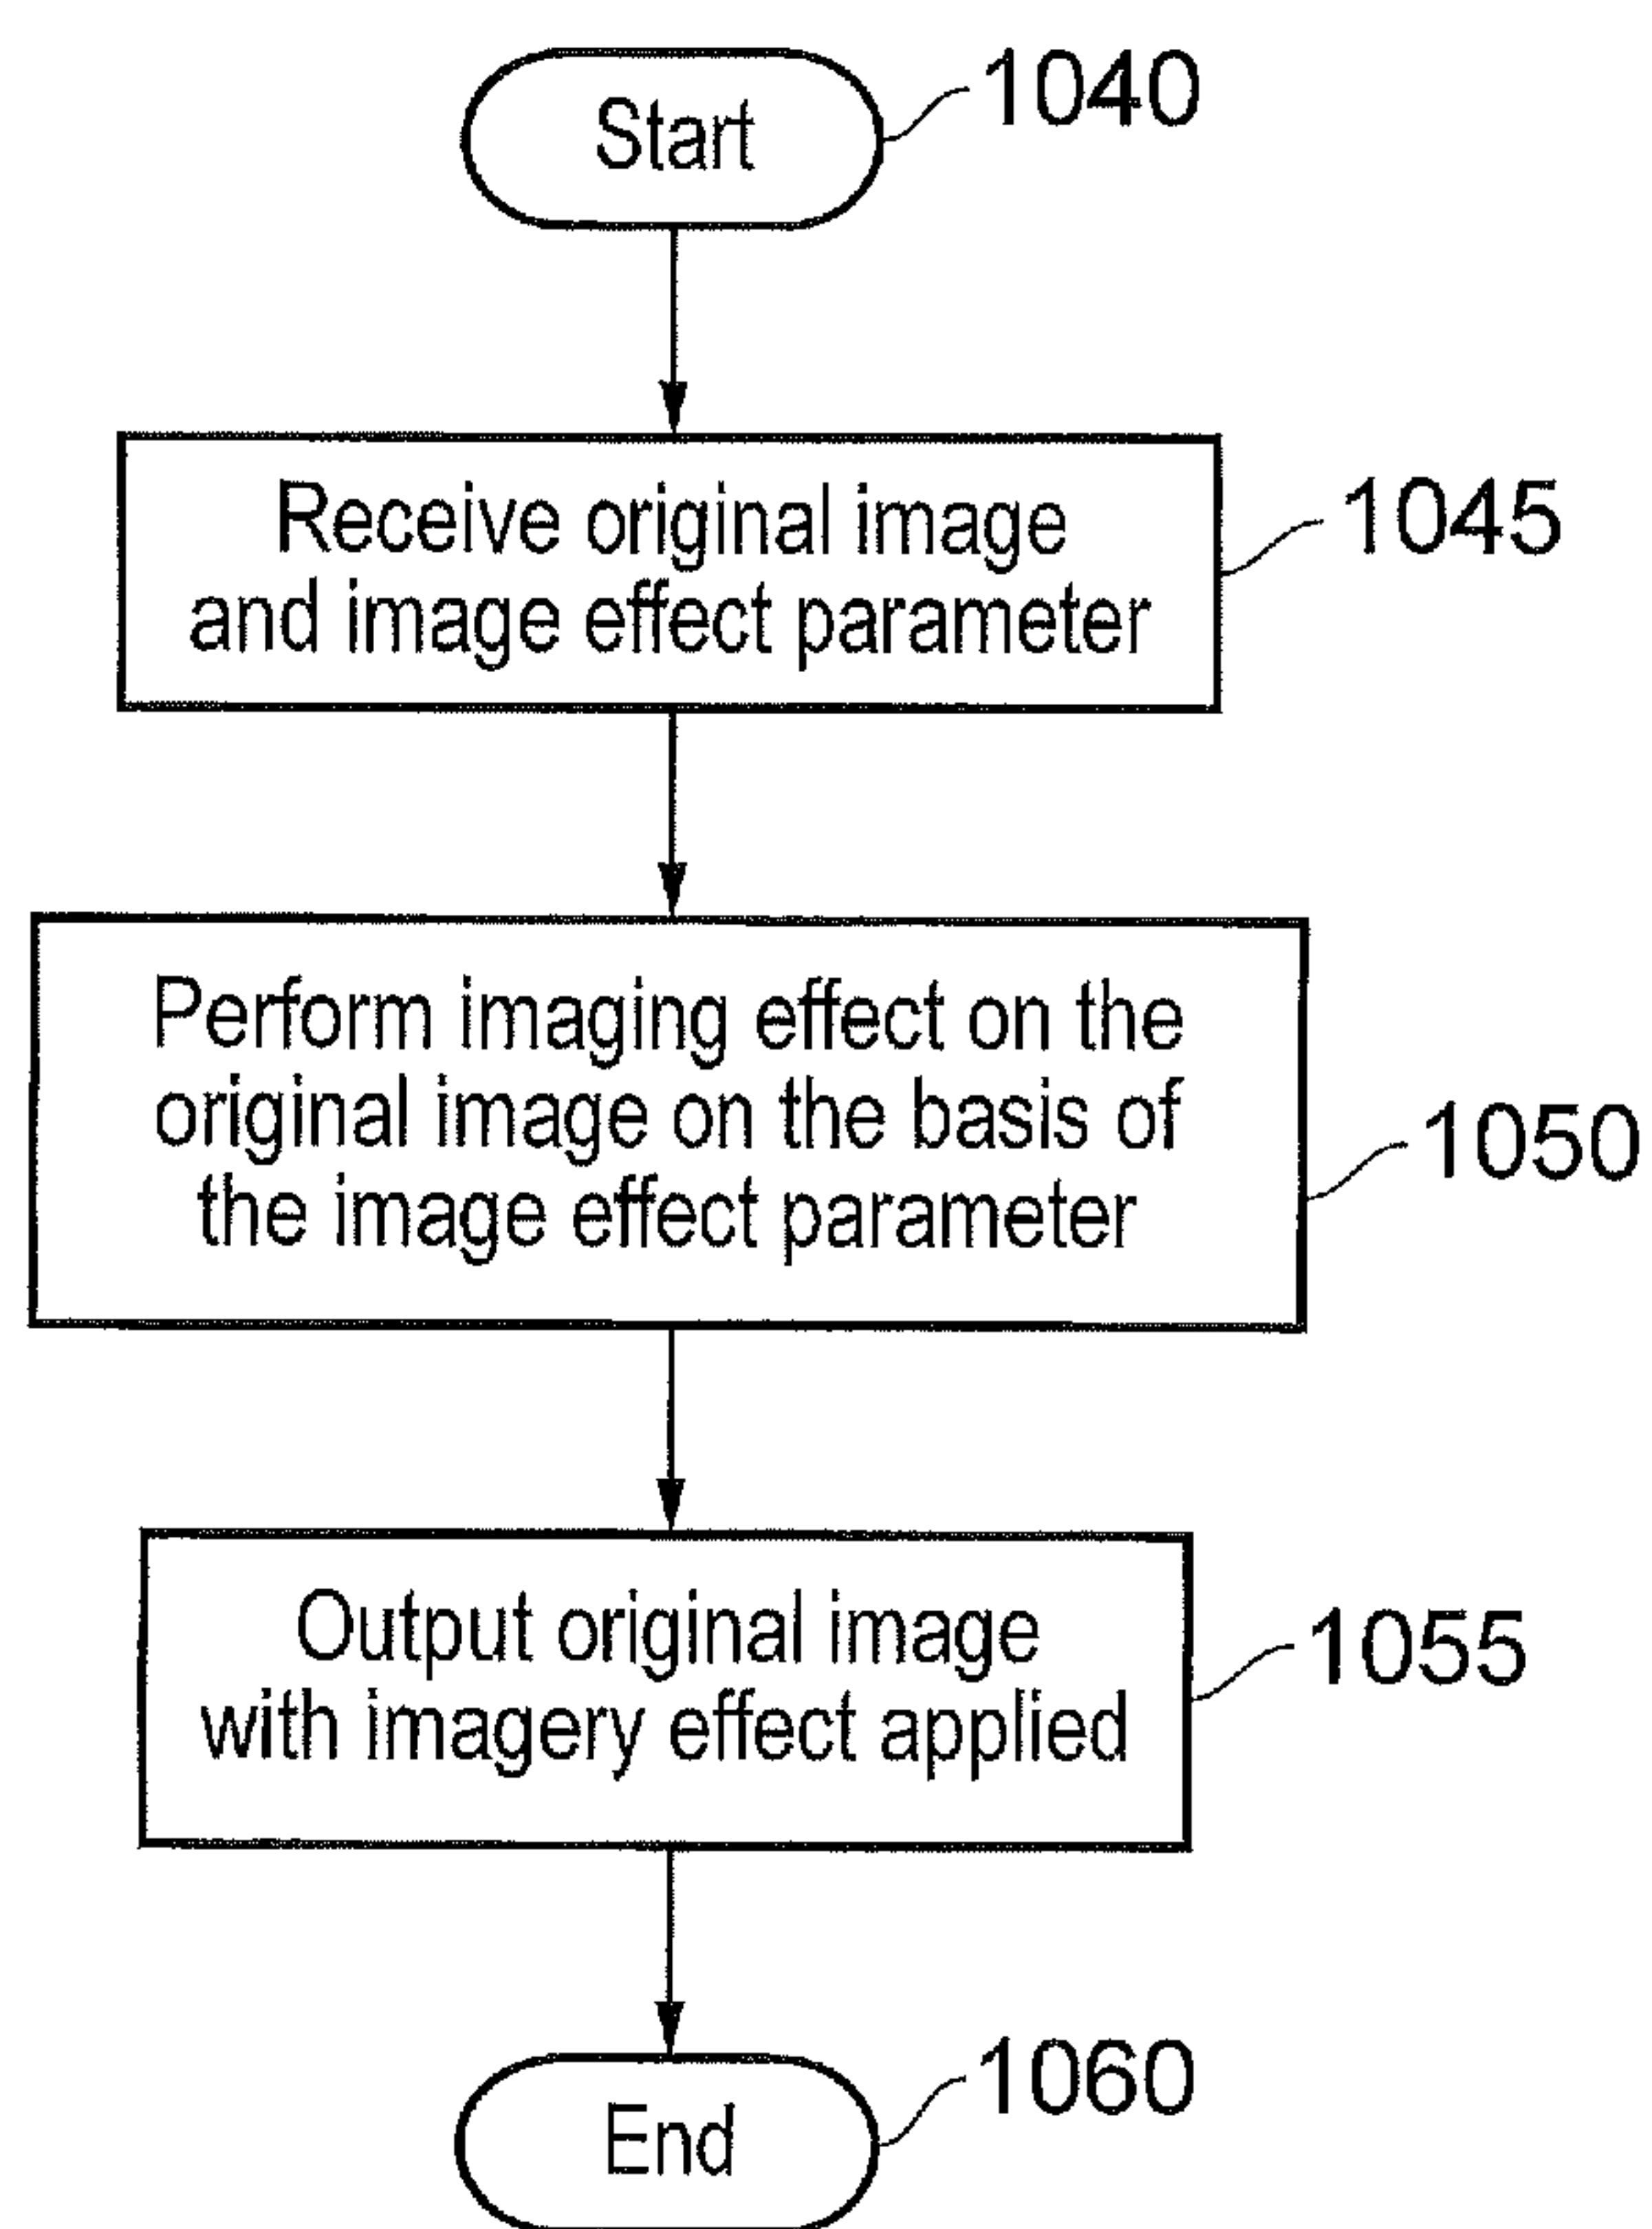 Start
1040
Receive original image
and image effect parameter
1045
Perform imaging effect on the
original image on the basis of
the image effect parameter
1050
Output original image
with imagery effect applied
1055
End
1060